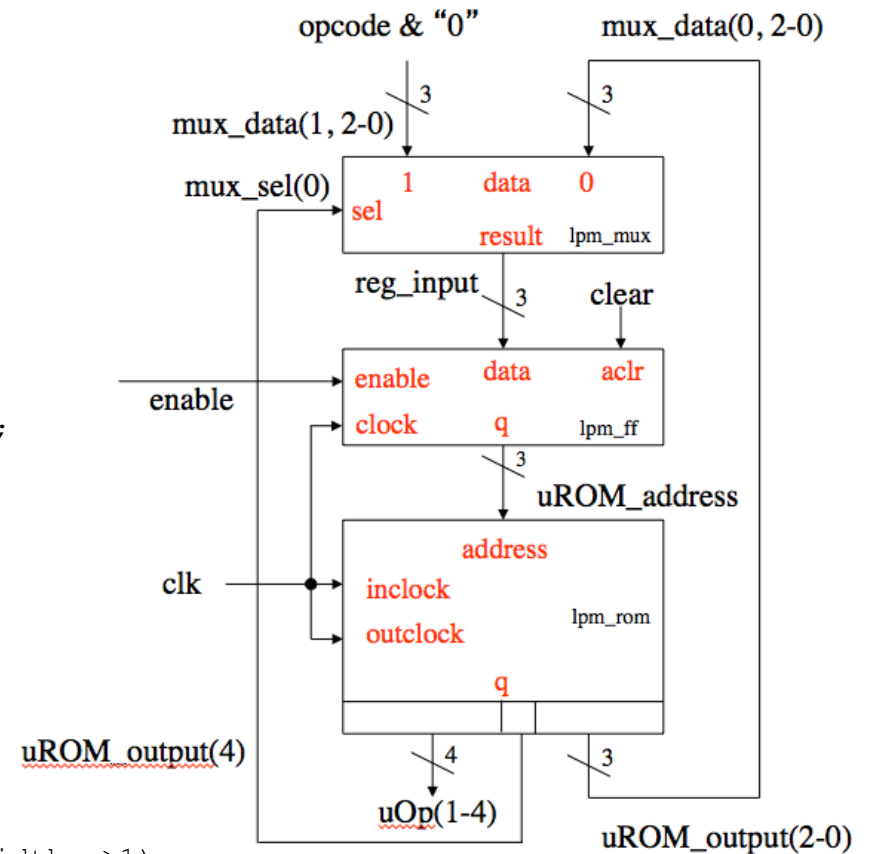 opcode & “0”
mux_data(0, 2-0)
3
3
mux_data(1, 2-0)
mux_sel(0)
1 data 0
sel
result lpm_mux
reg_input
3
clear
enable data aclr
enable
clock q lpm_ff
;
3
uROM_address
address
clk
inclock
lpm_rom
outclock
q
uROM_output(4)
4
3
uOp(1-4)
uROM_output(2-0)